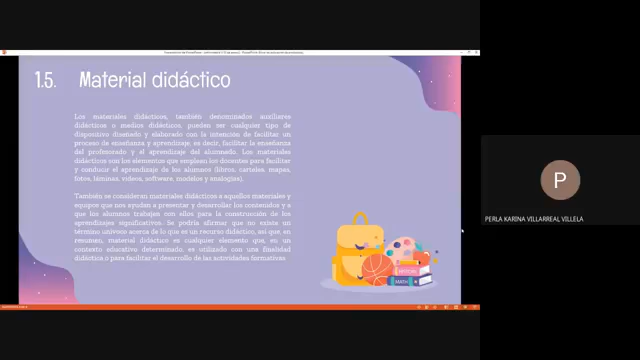 1.5. Material didáctico
Los materiales didácticos, también denominados auxiliares
didácticos o medios didácticos, pueden ser cualquier tipo de
dispositivo diseñado y elaborado con la intención de facilitar un
proceso de enseñanza y aprendizaje, es decir, facilitar la enseñanza
del profesorado y el aprendizaje del alumnado. Los materiales
didácticos son los elementos que emplean los docentes para facilitar
y conducir el aprendizaje de los alumnos (libros, carteles, mapas,
fotos, láminas, videos, software, modelos y analogías).
También se consideran materiales didácticos a aquellos materiales y
equipos que nos ayudan a presentar y desarrollar los contenidos y a
que los alumnos trabajen con ellos para la construcción de los
aprendizajes significativos. Se podría afirmar que no existe un
término unívoco acerca de lo que es un recurso didáctico, así que, en
resumen, material didáctico es cualquier elemento que, en un
contexto educativo determinado, es utilizado con una finalidad
didáctica o para facilitar el desarrollo de las actividades formativas.
HISTORY
MATH
P
PERLA KARINA VILLARREAL VILLELA